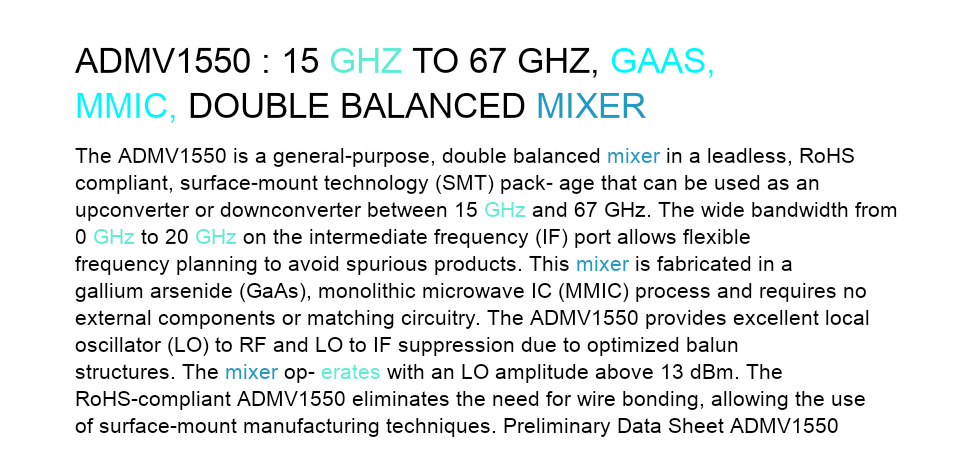 ADMV1550 : 15 GHZ TO 67 GHZ, GAAS,
MMIC, DOUBLE BALANCED MIXER
The ADMV1550 is a general-purpose, double balanced mixer in a leadless, RoHS
compliant, surface-mount technology (SMT) pack- age that can be used as an
upconverter or downconverter between 15 GHz and 67 GHz. The wide bandwidth from
0 GHz to 20 GHz on the intermediate frequency (IF) port allows flexible
frequency planning to avoid spurious products. This mixer is fabricated in a
gallium arsenide (GaAs), monolithic microwave IC (MMIC) process and requires no
external components or matching circuitry. The ADMV1550 provides excellent local
oscillator (LO) to RF and LO to IF suppression due to optimized balun
structures. The mixer op- erates with an LO amplitude above 13 dBm. The
RoHS-compliant ADMV1550 eliminates the need for wire bonding, allowing the use
of surface-mount manufacturing techniques. Preliminary Data Sheet ADMV1550